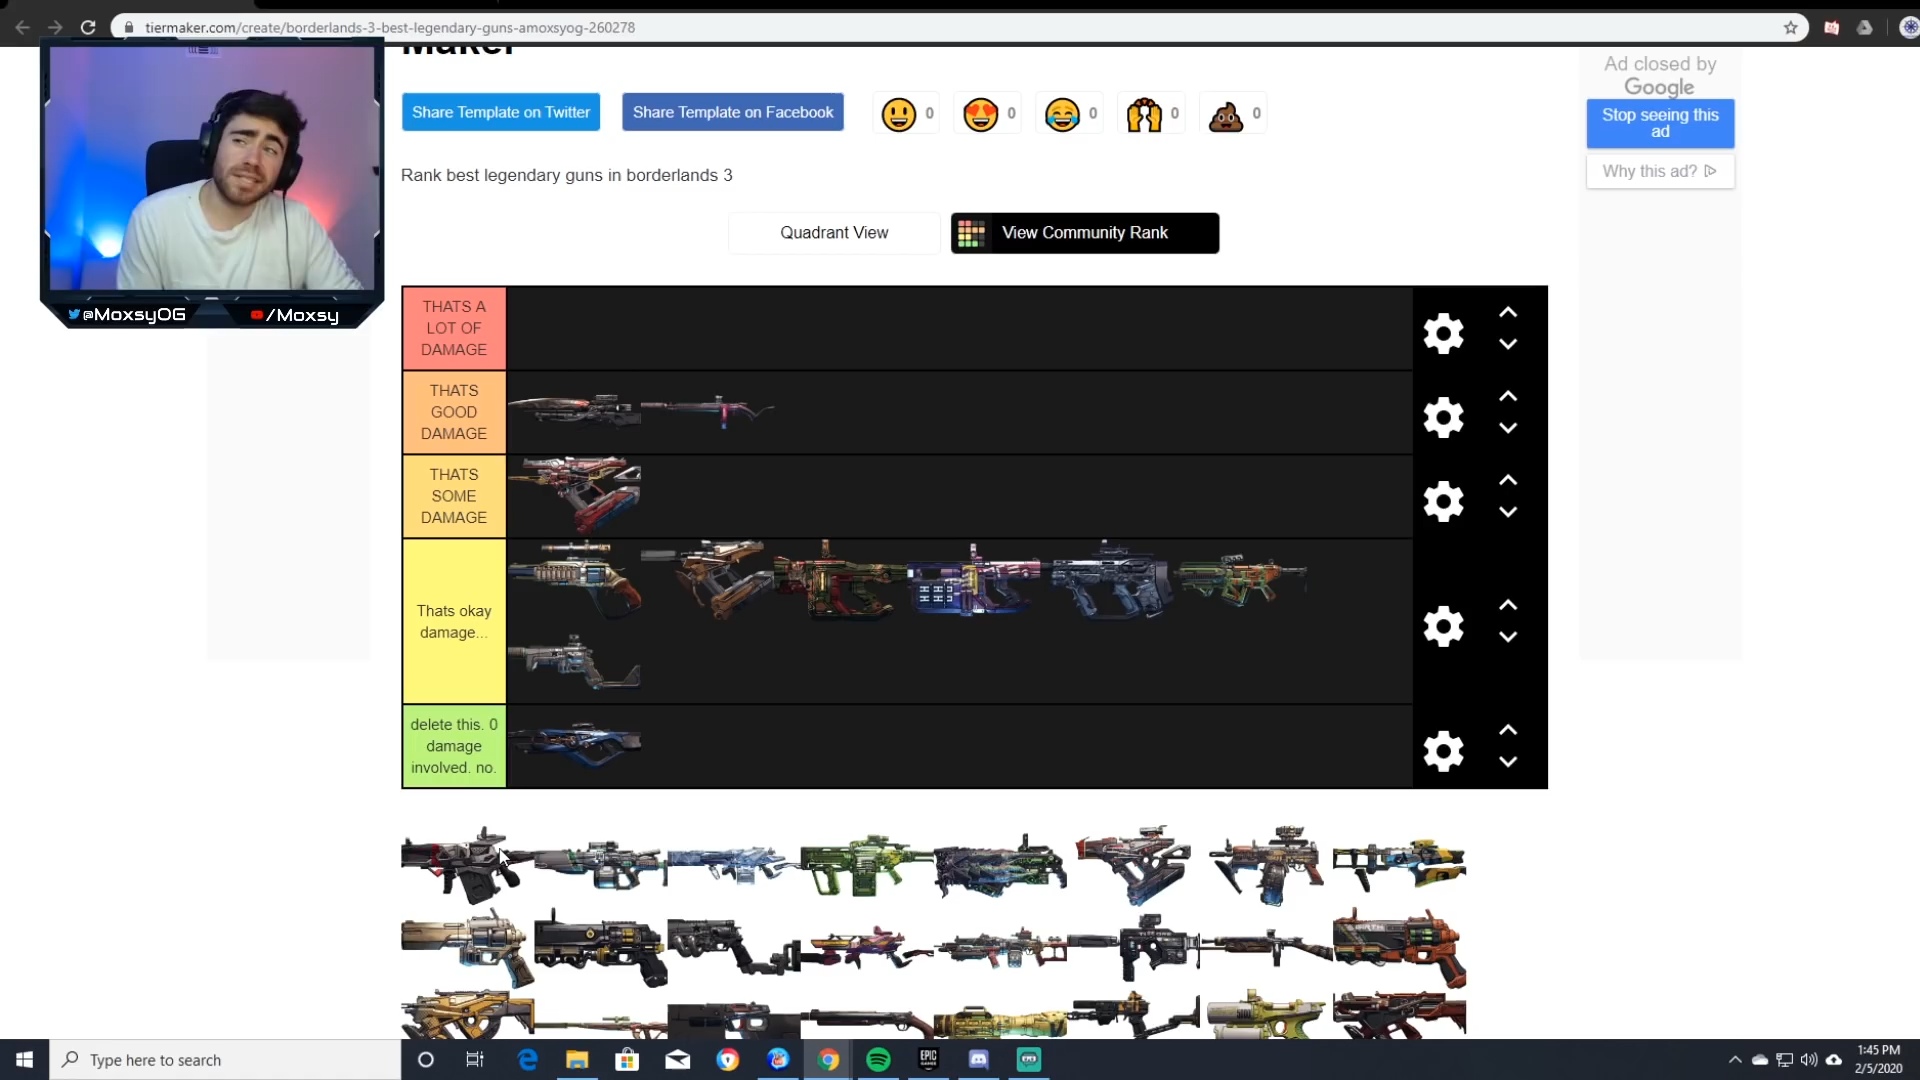 tiermaker.com/create/borderlands-3-best-legendary-guns-amoxsyog-260278
Maker
Share Template on Twitter
Share Template on Facebook
0
0
0
0
0
Ad closed by
Google
Stop seeing this
ad
Why this ad?
Rank best legendary guns in borderlands 3
Quadrant View
View Community Rank
@MoxsyOG
/Moxsy
THATS A
LOT OF
DAMAGE
THATS
GOOD
DAMAGE
THATS
SOME
DAMAGE
Thats okay
damage...
delete this. 0
damage
involved. no.
Type here to search
EPIC
1:45 PM
2/5/2020